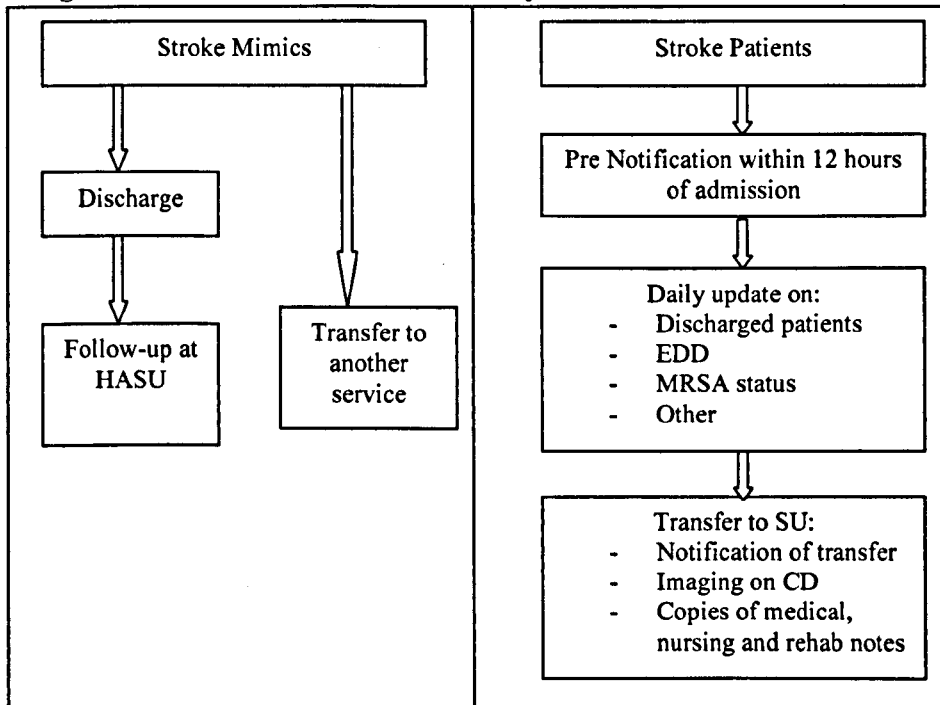 Stroke Mimics
Discharge
Follow-up at
HASU
Transfer to
another
service
Stroke Patients
Pre Notification within 12 hours
of admission
Daily update on:
- Discharged patients
- EDD
- MRSA status
- Other
Transfer to SU:
- Notification of transfer
- Imaging on CD
- Copies of medical,
nursing and rehab notes